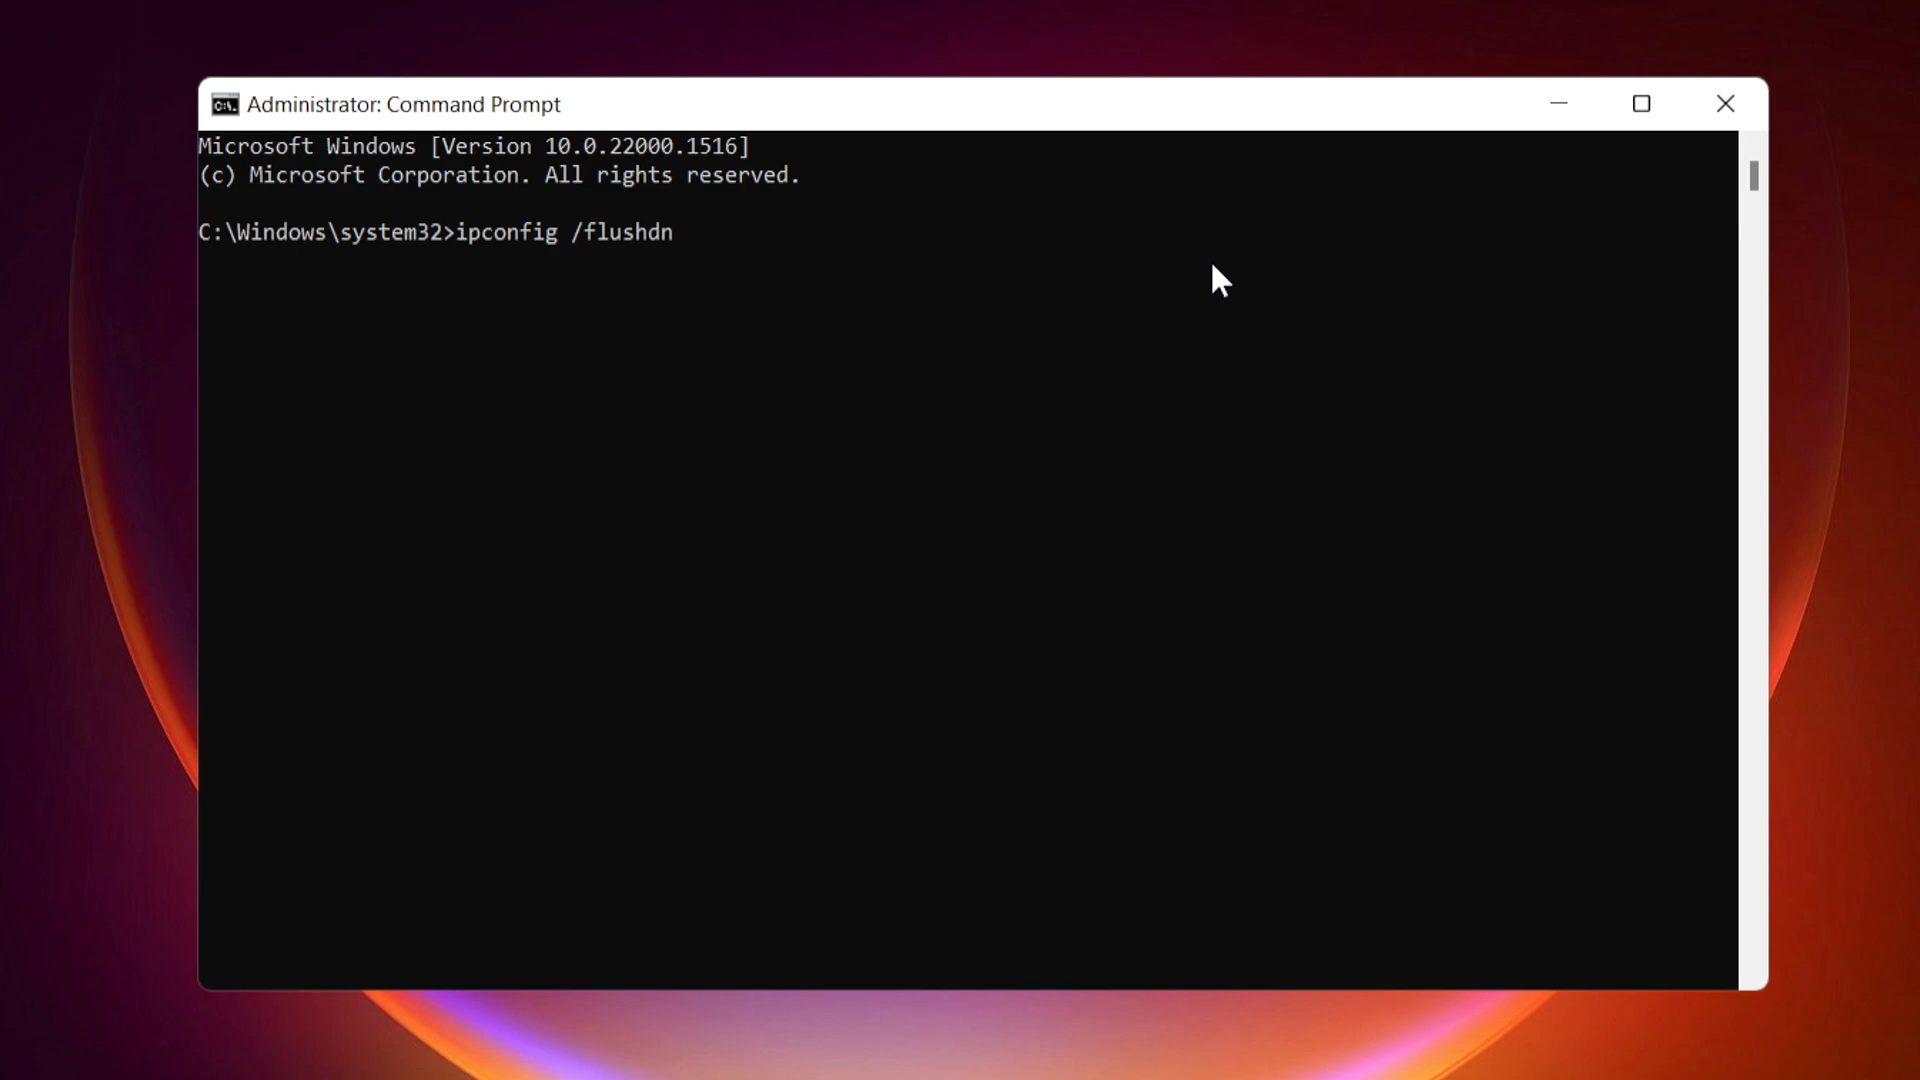 Administrator: Command Prompt
Microsoft Windows [Version 10.0.22000.1516]
(c) Microsoft Corporation. All rights reserved.
C:\Windows\system32>ipconfig /flushdn